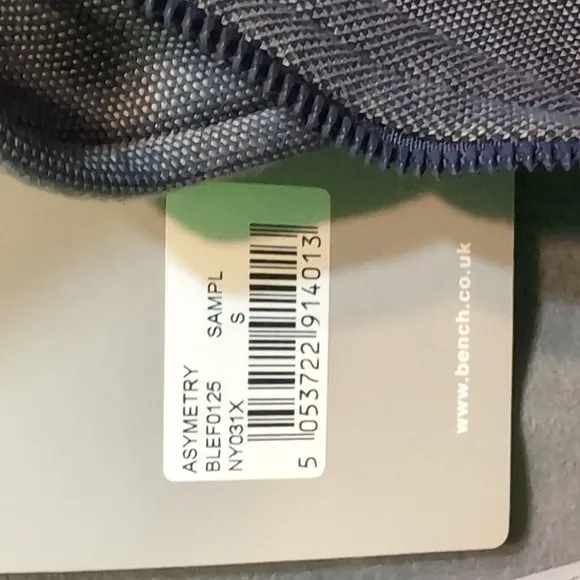 ASYMETRY
BLEF0125 SAMPL
NY031X S
5 053722 914013
www.bench.co.uk